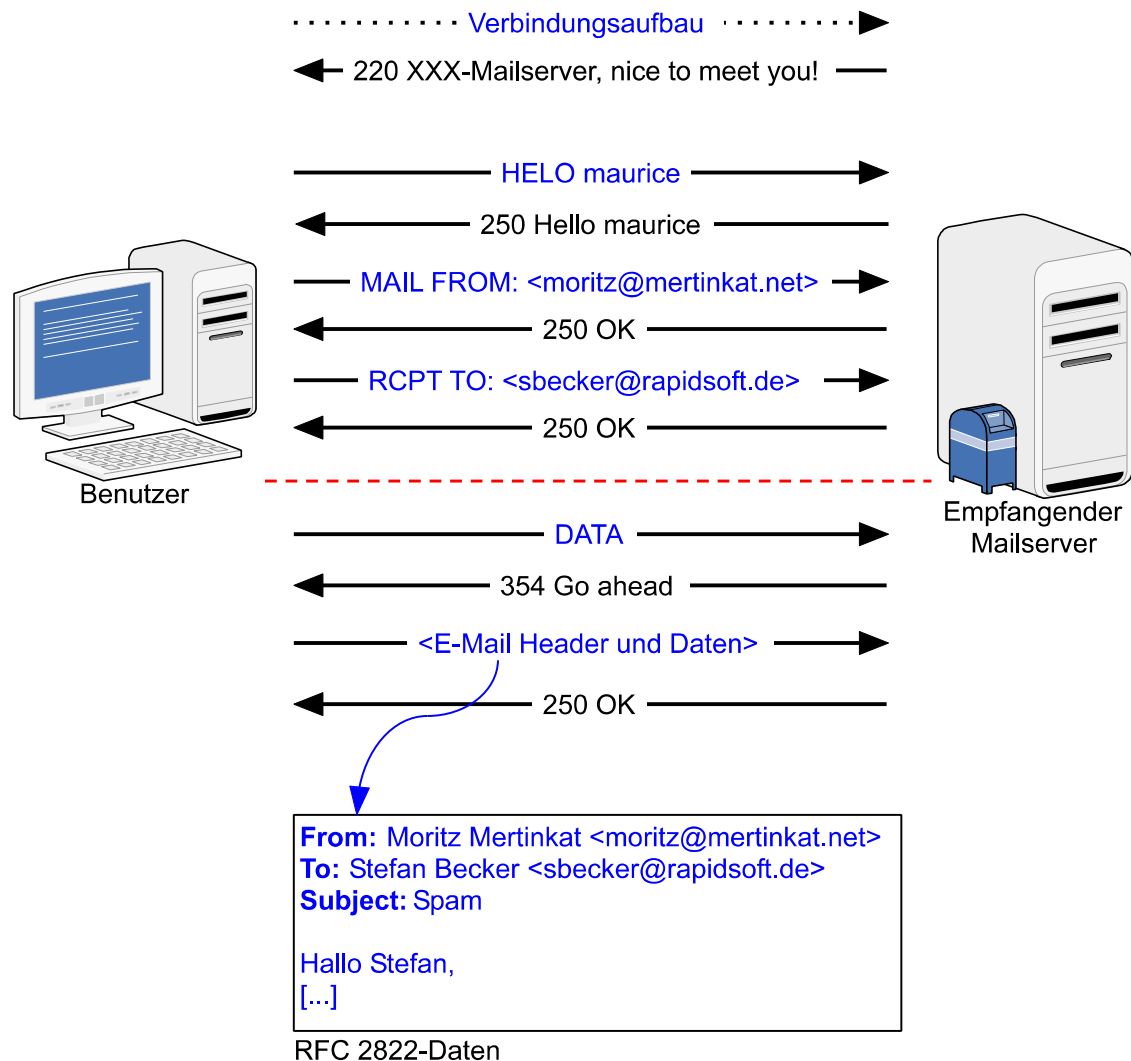 Verbindungsaufbau
220 XXX-Mailserver, nice to meet you!
HELO maurice
250 Hello maurice
MAIL FROM: <moritz@mertinkat.net>
250 OK
RCPT TO: <sbecker@rapidsoft.de>
250 OK
Benutzer
Empfangender
Mailserver
DATA
354 Go ahead
<E-Mail Header und Daten>
250 OK
From: Moritz Mertinkat <moritz@mertinkat.net>
To: Stefan Becker <sbecker@rapidsoft.de>
Subject: Spam
Hallo Stefan,
[...]
RFC 2822-Daten